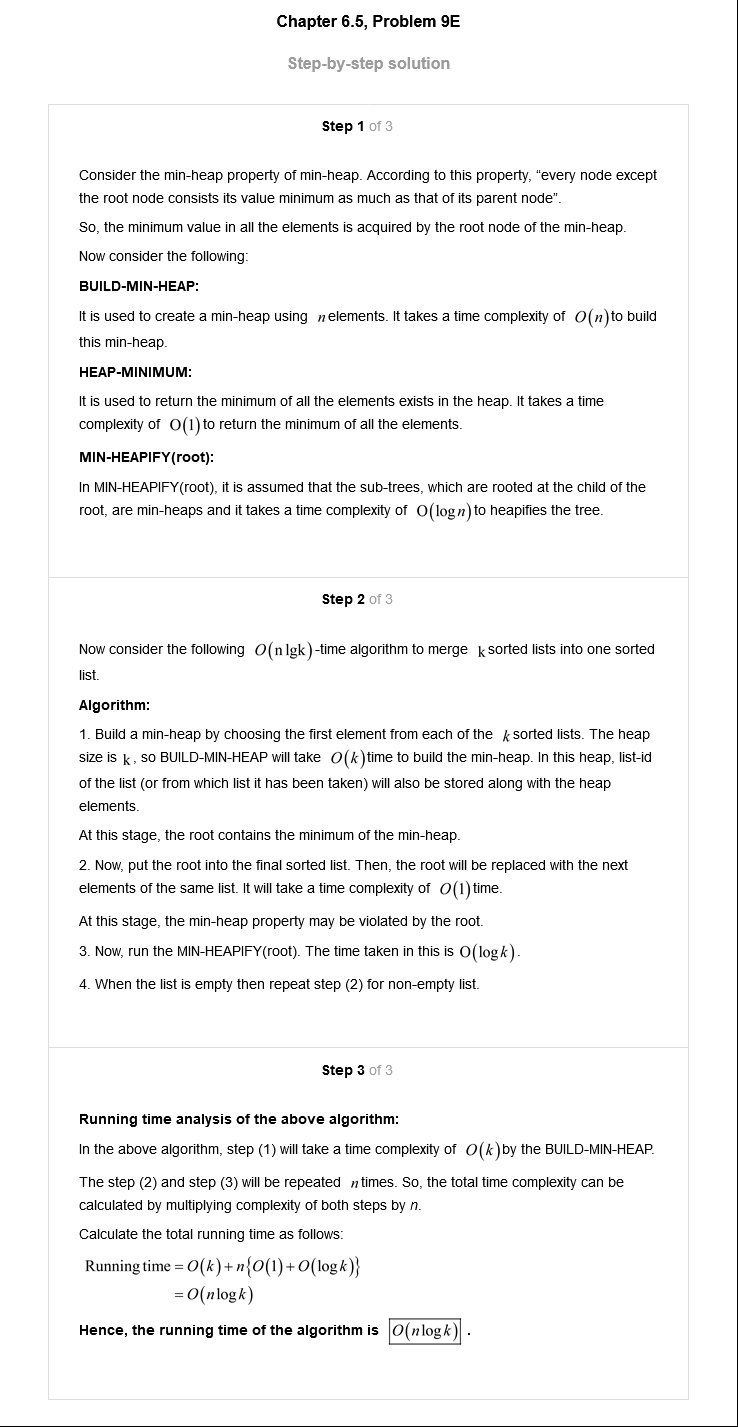 Chapter 6.5, Problem 9E
Step-by-step solution
Step 1 of 3
Consider the min-heap property of min-heap. According to this property, “every node except
the root node consists its value minimum as much as that of its parent node”.
So, the minimum value in all the elements is acquired by the root node of the min-heap.
Now consider the following:
BUILD-MIN-HEAP:
It is used to create a min-heap using n elements. It takes a time complexity of O(n) to build
this min-heap.
HEAP-MINIMUM:
It is used to return the minimum of all the elements exists in the heap. It takes a time
complexity of O(1) to return the minimum of all the elements.
MIN-HEAPIFY(root):
In MIN-HEAPIFY(root), it is assumed that the sub-trees, which are rooted at the child of the
root, are min-heaps and it takes a time complexity of O(log n) to heapifies the tree.
Step 2 of 3
Now consider the following O(n lgk)-time algorithm to merge k sorted lists into one sorted
list.
Algorithm:
1. Build a min-heap by choosing the first element from each of the k sorted lists. The heap
size is k, so BUILD-MIN-HEAP will take O(k) time to build the min-heap. In this heap, list-id
of the list (or from which list it has been taken) will also be stored along with the heap
elements.
At this stage, the root contains the minimum of the min-heap.
2. Now, put the root into the final sorted list. Then, the root will be replaced with the next
elements of the same list. It will take a time complexity of O(1) time.
At this stage, the min-heap property may be violated by the root.
3. Now, run the MIN-HEAPIFY(root). The time taken in this is O(log k).
4. When the list is empty then repeat step (2) for non-empty list.
Step 3 of 3
Running time analysis of the above algorithm:
In the above algorithm, step (1) will take a time complexity of O(k) by the BUILD-MIN-HEAP.
The step (2) and step (3) will be repeated n times. So, the total time complexity can be
calculated by multiplying complexity of both steps by n.
Calculate the total running time as follows:
Running time = O(k) + n{O(1) + O(log k)}
= O(n log k)
Hence, the running time of the algorithm is O(n log k) .